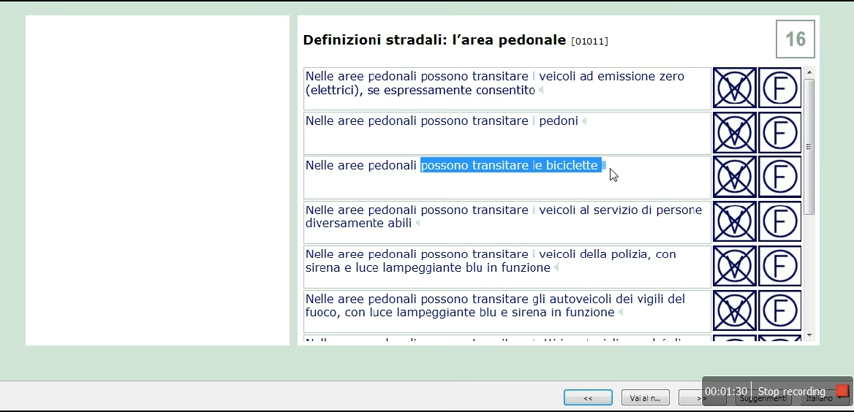 Definizioni stradali: l'area pedonale [01011]
16
Nelle aree pedonali possono transitare i veicoli ad emissione zero
(elettrici), se espressamente consentito
V F
Nelle aree pedonali possono transitare i pedoni
V F
Nelle aree pedonali possono transitare le biciclette
V F
Nelle aree pedonali possono transitare i veicoli al servizio di persone
diversamente abili
V F
Nelle aree pedonali possono transitare i veicoli della polizia, con
sirena e luce lampeggiante blu in funzione
V F
Nelle aree pedonali possono transitare gli autoveicoli dei vigili del
fuoco, con luce lampeggiante blu e sirena in funzione
V F
<< Vai al n... >> Suggerimenti Italiano
00:01:30 Stop recording